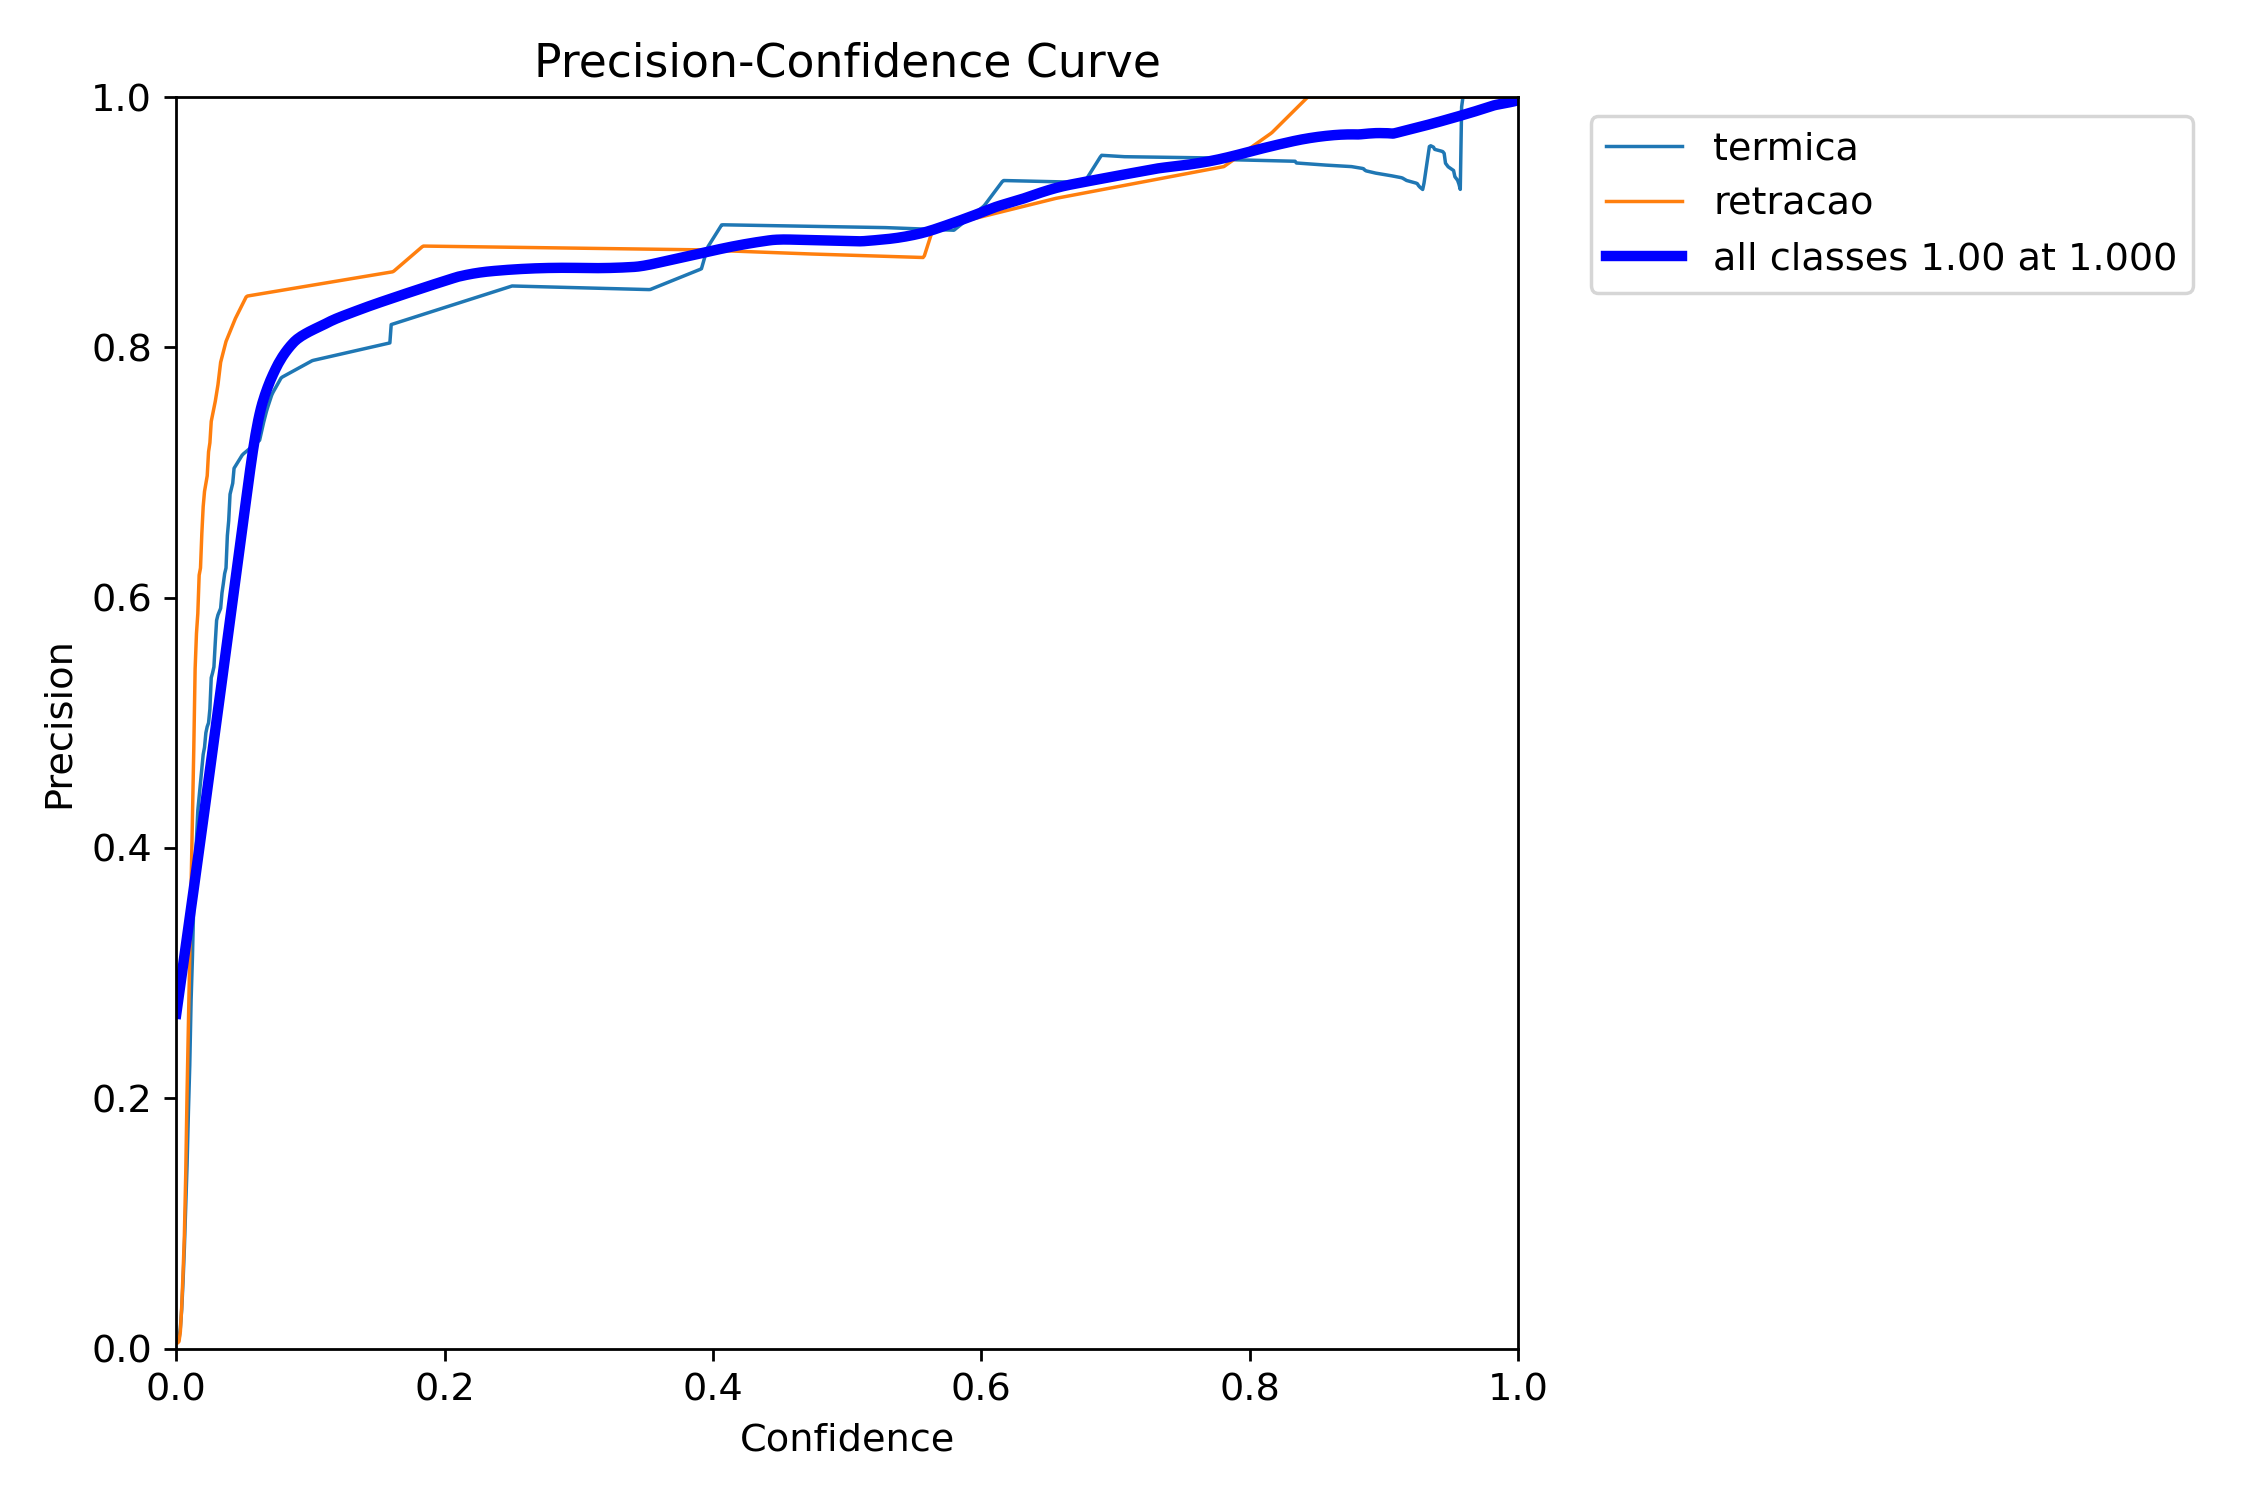 Precision-Confidence Curve
1.0
0.8
0.6
0.4
0.2
0.0
Precision
0.0 0.2 0.4 0.6 0.8 1.0
Confidence
termica
retracao
all classes 1.00 at 1.000